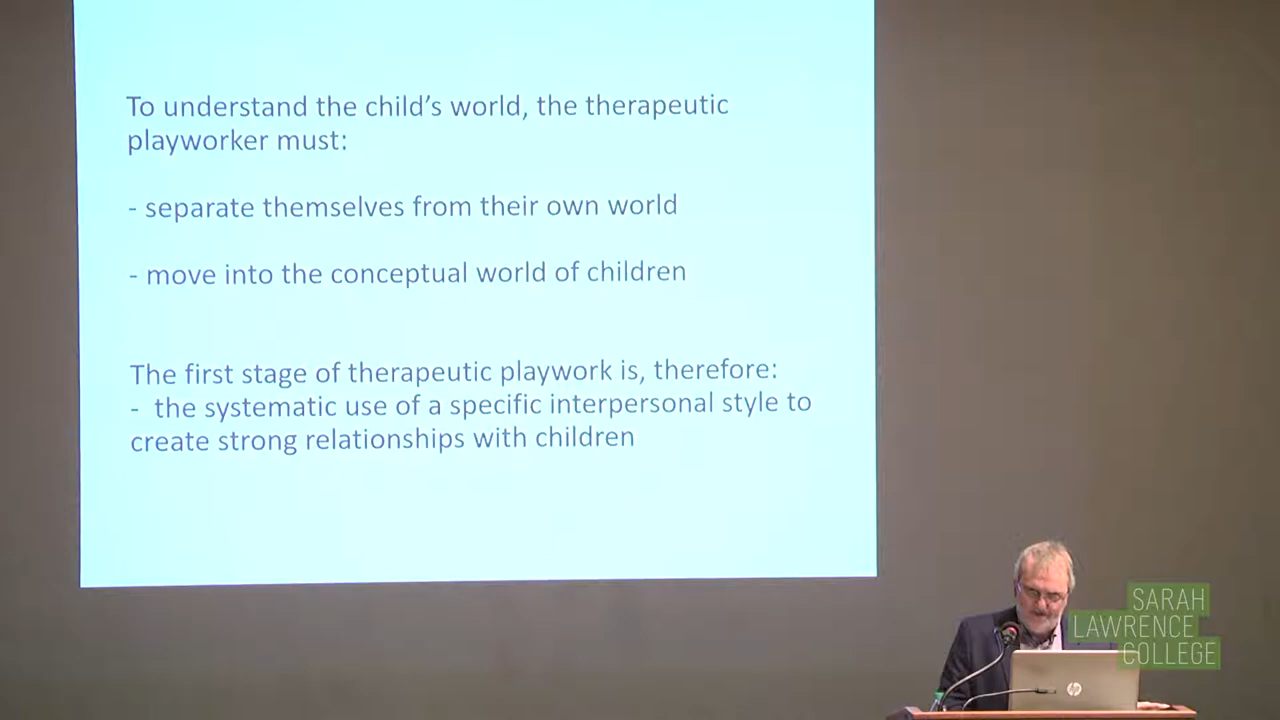 To understand the child's world, the therapeutic
playworker must:
- separate themselves from their own world
- move into the conceptual world of children
The first stage of therapeutic playwork is, therefore:
- the systematic use of a specific interpersonal style to
create strong relationships with children
SARAH
LAWRENCE
COLLEGE
hp